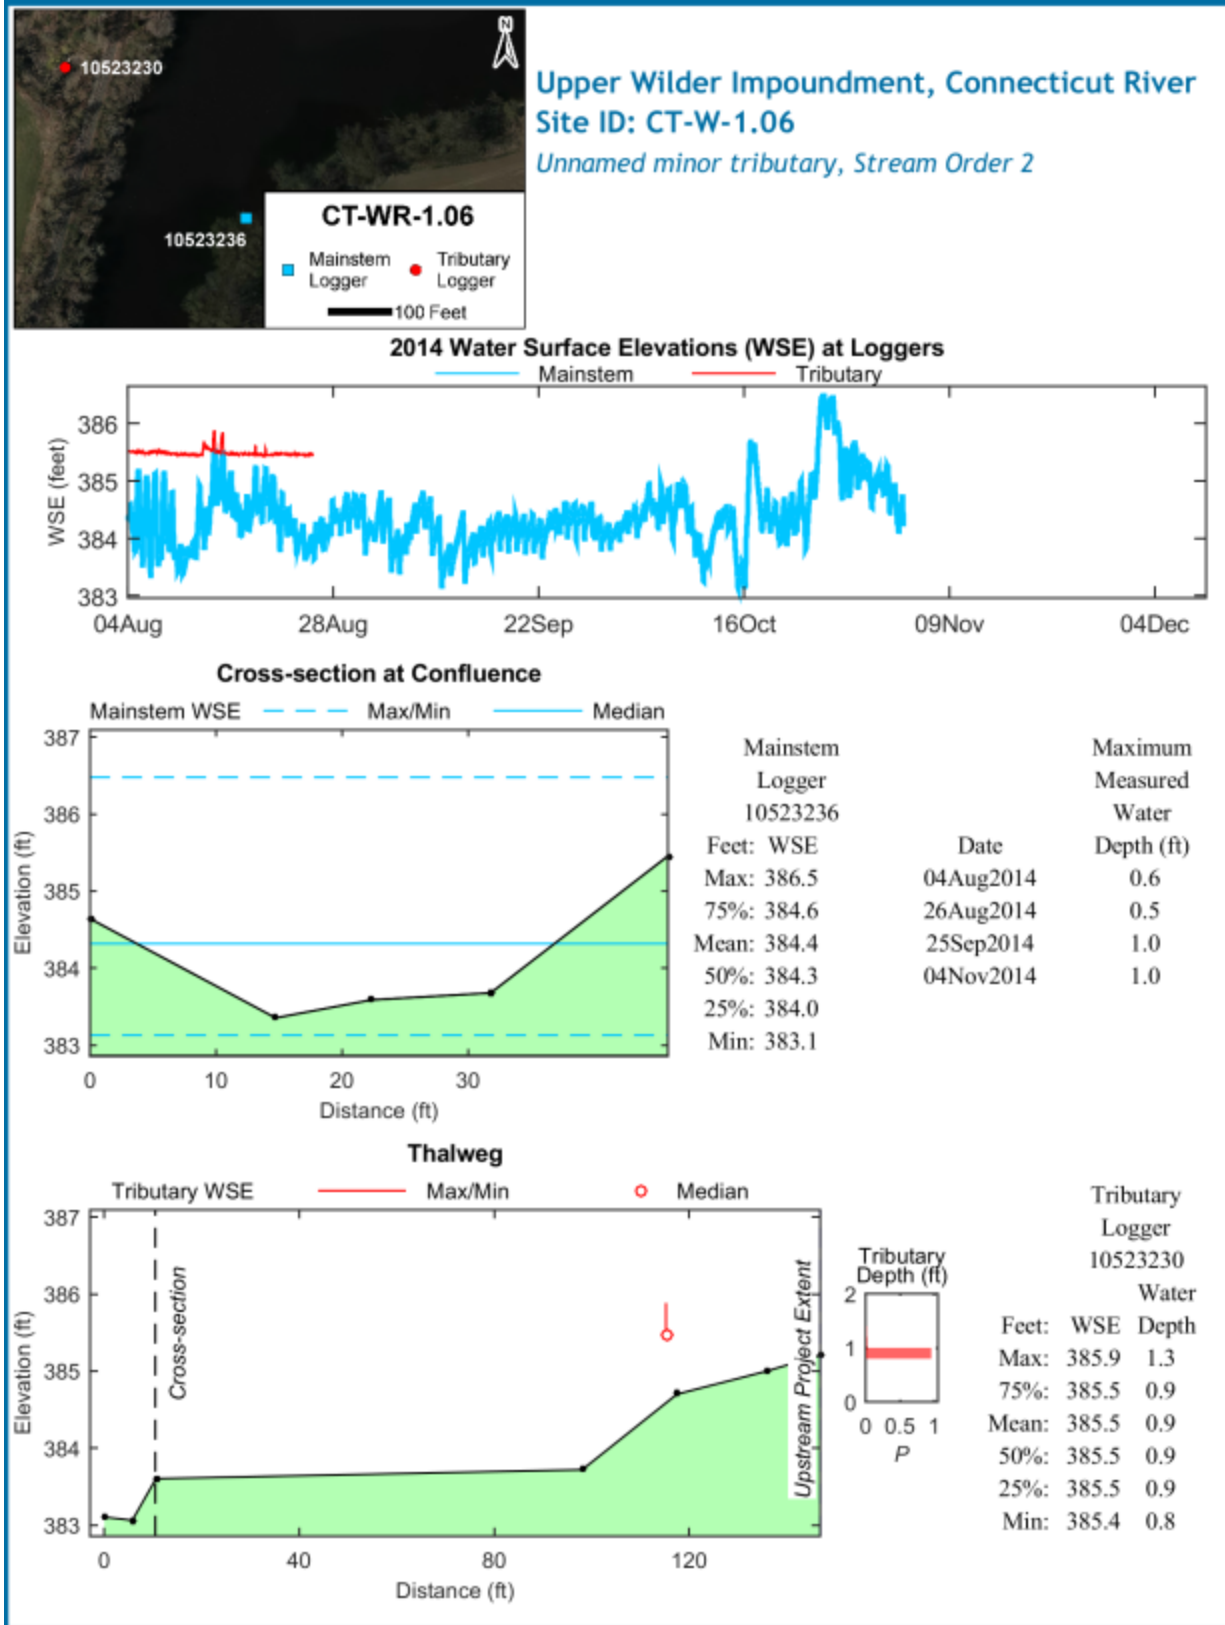 10523230
N
10523236
CT-WR-1.06
Mainstem Logger
Tributary Logger
100 Feet
Upper Wilder Impoundment, Connecticut River
Site ID: CT-W-1.06
Unnamed minor tributary, Stream Order 2
2014 Water Surface Elevations (WSE) at Loggers
Mainstem Tributary
WSE (feet)
386
385
384
383
04Aug 28Aug 22Sep 16Oct 09Nov 04Dec
Cross-section at Confluence
Mainstem WSE Max/Min Median
Elevation (ft)
387
386
385
384
383
0 10 20 30
Distance (ft)
Mainstem
Logger
10523236
Feet: WSE
Max: 386.5
75%: 384.6
Mean: 384.4
50%: 384.3
25%: 384.0
Min: 383.1
Maximum
Measured
Water
Date Depth (ft)
04Aug2014 0.6
26Aug2014 0.5
25Sep2014 1.0
04Nov2014 1.0
Thalweg
Tributary WSE Max/Min Median
Elevation (ft)
387
386
385
384
383
Cross-section
Upstream Project Extent
0 40 80 120
Distance (ft)
Tributary
Depth (ft)
2
1
0
0 0.5 1
P
Tributary
Logger
10523230
Water
Feet: WSE Depth
Max: 385.9 1.3
75%: 385.5 0.9
Mean: 385.5 0.9
50%: 385.5 0.9
25%: 385.5 0.9
Min: 385.4 0.8